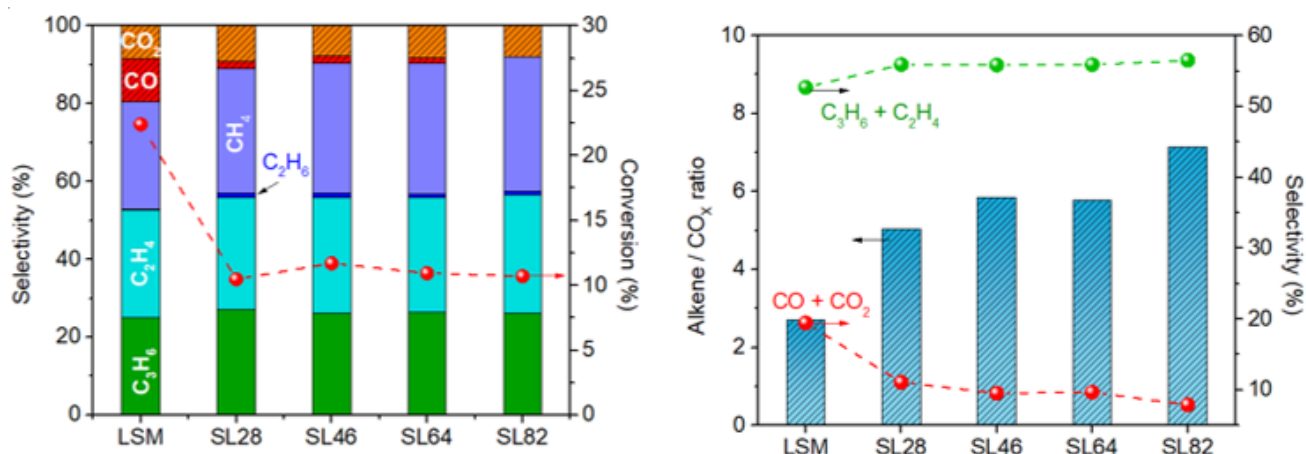 100
80
60
40
20
0
Selectivity (%)
CO₂
CO
CH₄
C₂H₆
C₂H₄
C₃H₆
30
25
20
15
10
5
0
Conversion (%)
LSM SL28 SL46 SL64 SL82
10
8
6
4
2
0
Alkene / COₓ ratio
C₃H₆ + C₂H₄
CO + CO₂
60
50
40
30
20
10
Selectivity (%)
LSM SL28 SL46 SL64 SL82